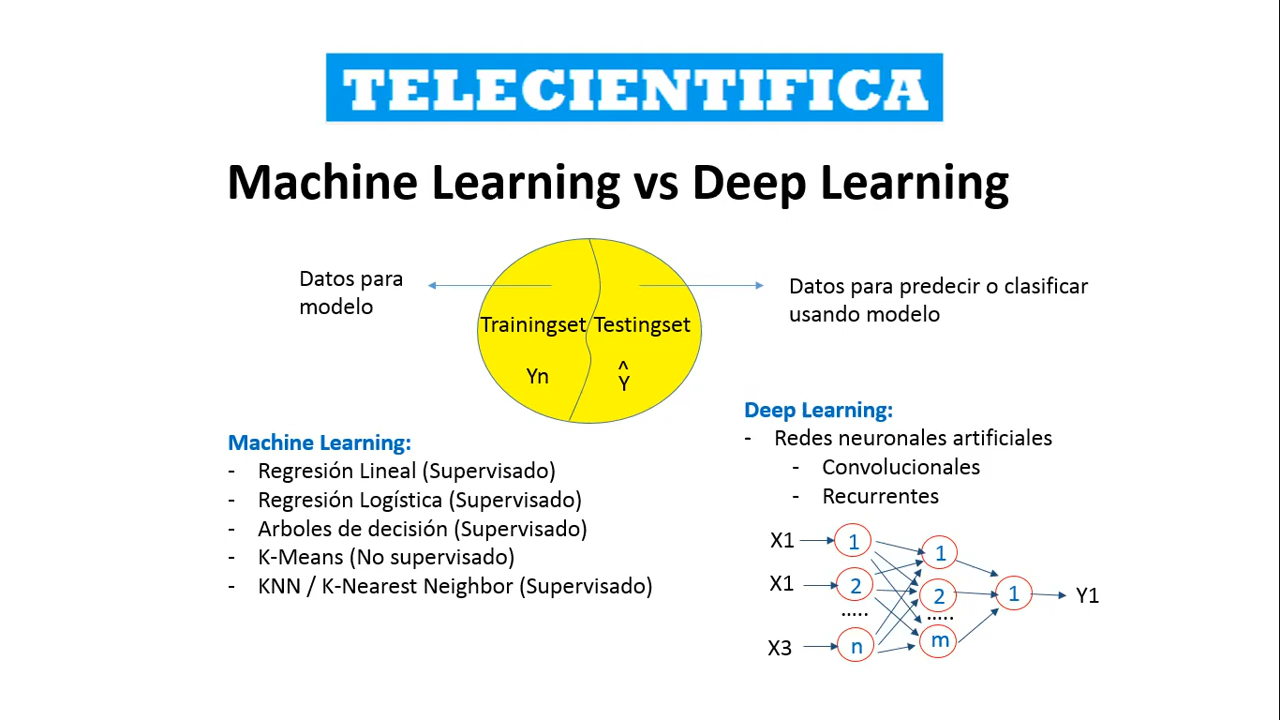 TELECIENTIFICA
Machine Learning vs Deep Learning
Datos para
modelo
Trainingset
Testingset
Yn
^
Y
Datos para predecir o clasificar
usando modelo
Machine Learning:
- Regresión Lineal (Supervisado)
- Regresión Logística (Supervisado)
- Arboles de decisión (Supervisado)
- K-Means (No supervisado)
- KNN / K-Nearest Neighbor (Supervisado)
Deep Learning:
- Redes neuronales artificiales
- Convolucionales
- Recurrentes
X1
X1
X3
1
2
.....
n
1
2
.....
m
1
Y1